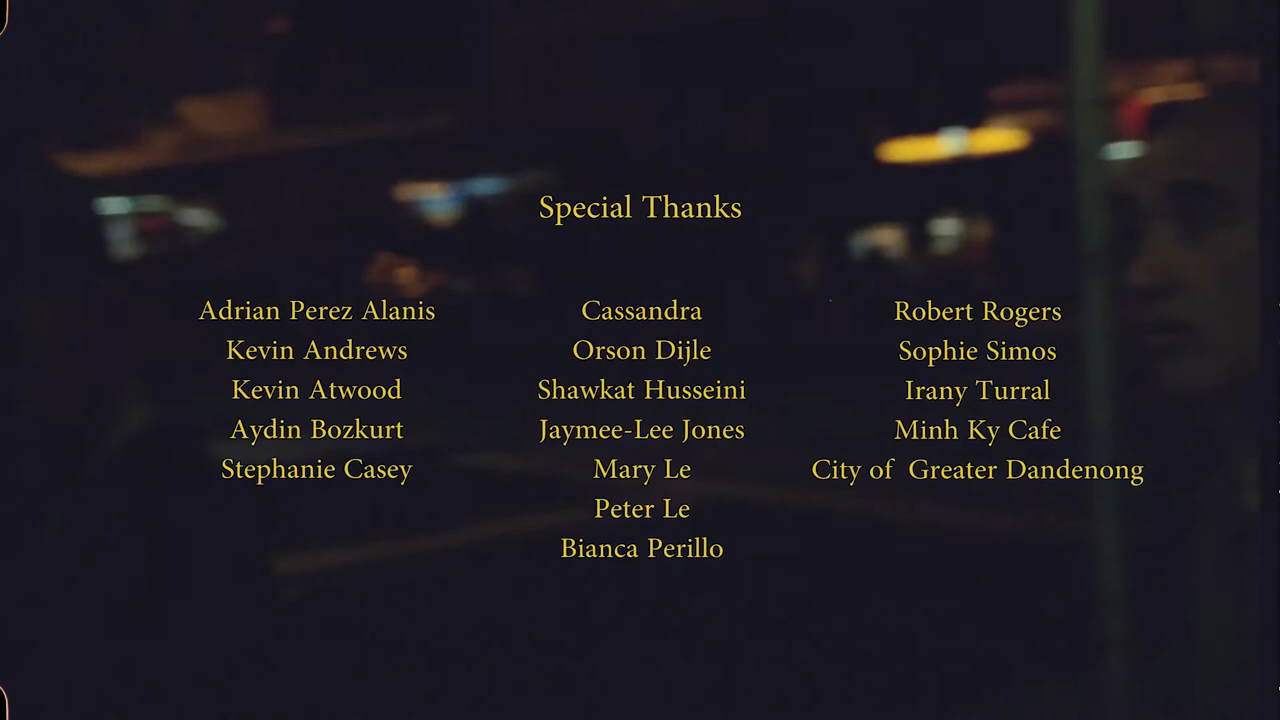 Special Thanks
Adrian Perez Alanis
Kevin Andrews
Kevin Atwood
Aydin Bozkurt
Stephanie Casey
Cassandra
Orson Dijle
Shawkat Husseini
Jaymee-Lee Jones
Mary Le
Peter Le
Bianca Perillo
Robert Rogers
Sophie Simos
Irany Turral
Minh Ky Cafe
City of Greater Dandenong